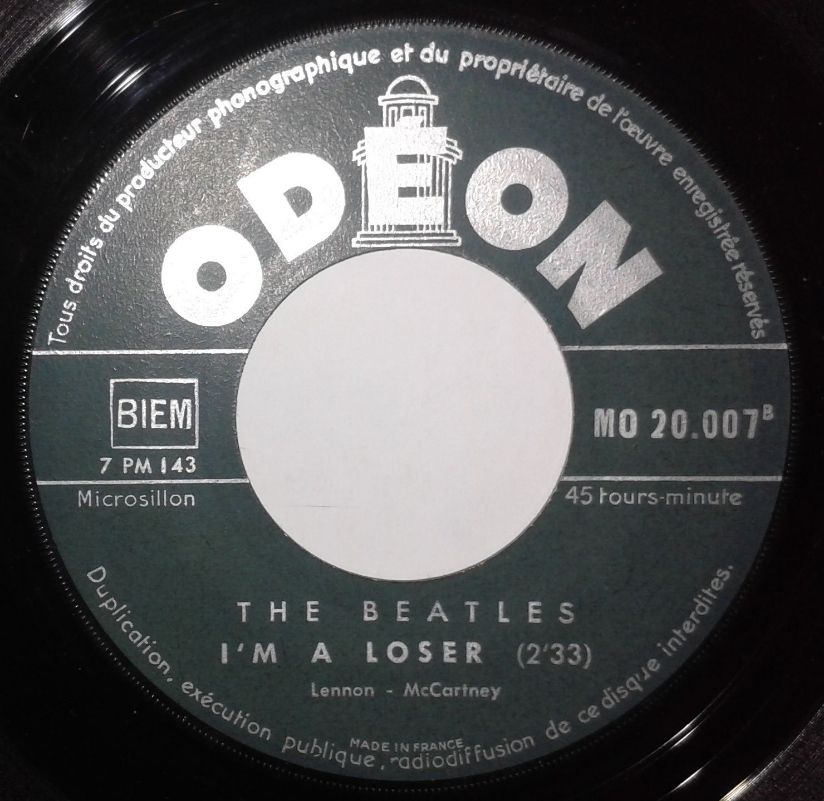 Tous droits du producteur phonographique et du propriétaire de l'œuvre enregistrée réservés
ODEON
BIEM
7 PM 143
MO 20.007B
Microsillon
45 tours-minute
THE BEATLES
I'M A LOSER (2'33)
Lennon - McCartney
MADE IN FRANCE
Duplication, exécution publique, radiodiffusion de ce disque interdites.